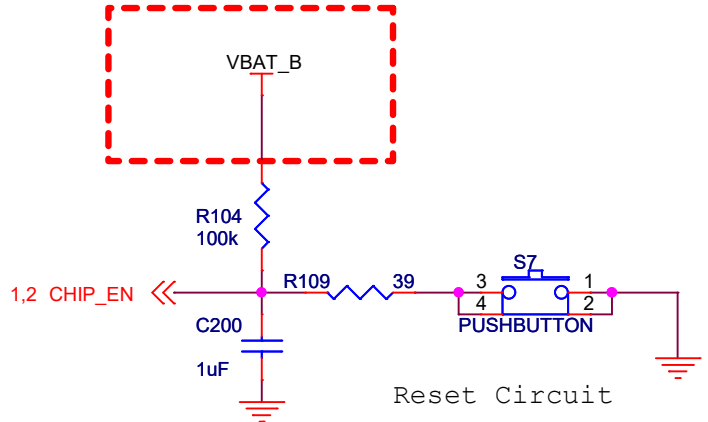 VBAT_B
R104
100k
S7
R109 39 3 1
1,2 CHIP_EN
4 2
C200 PUSHBUTTON
1uF
Reset Circuit